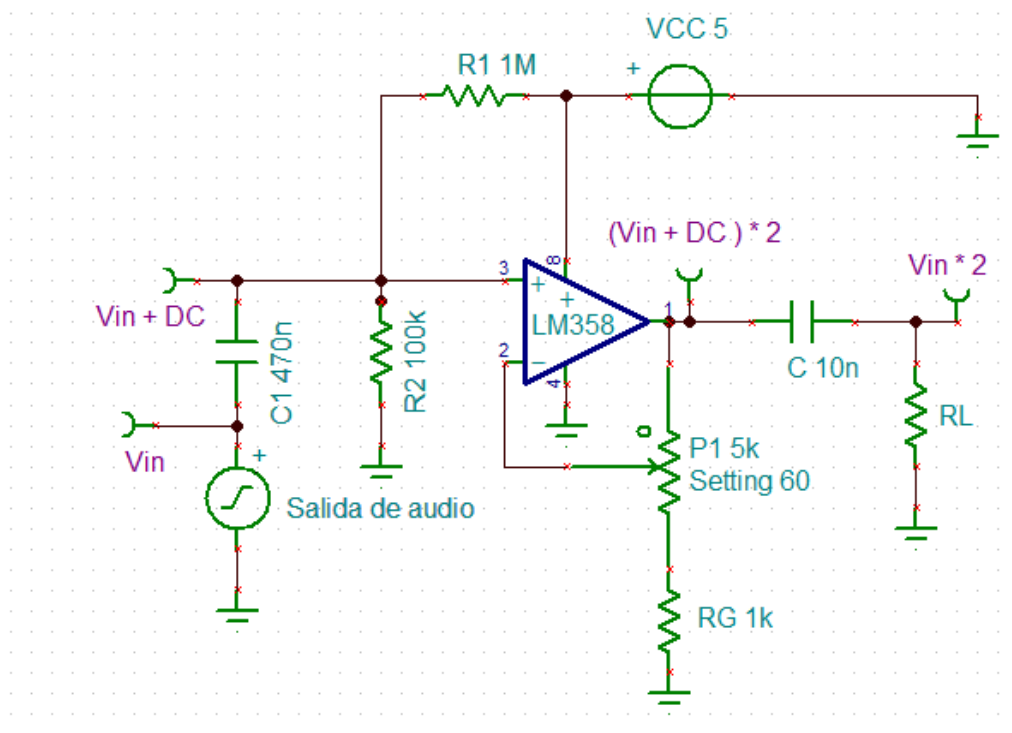 VCC 5
+
R1 1M
(Vin + DC ) * 2
Vin * 2
3
8
+
+
1
Vin + DC
LM358
C1 470n
R2 100k
2
−
4
C 10n
Vin
+
P1 5k
Setting 60
RL
Salida de audio
RG 1k